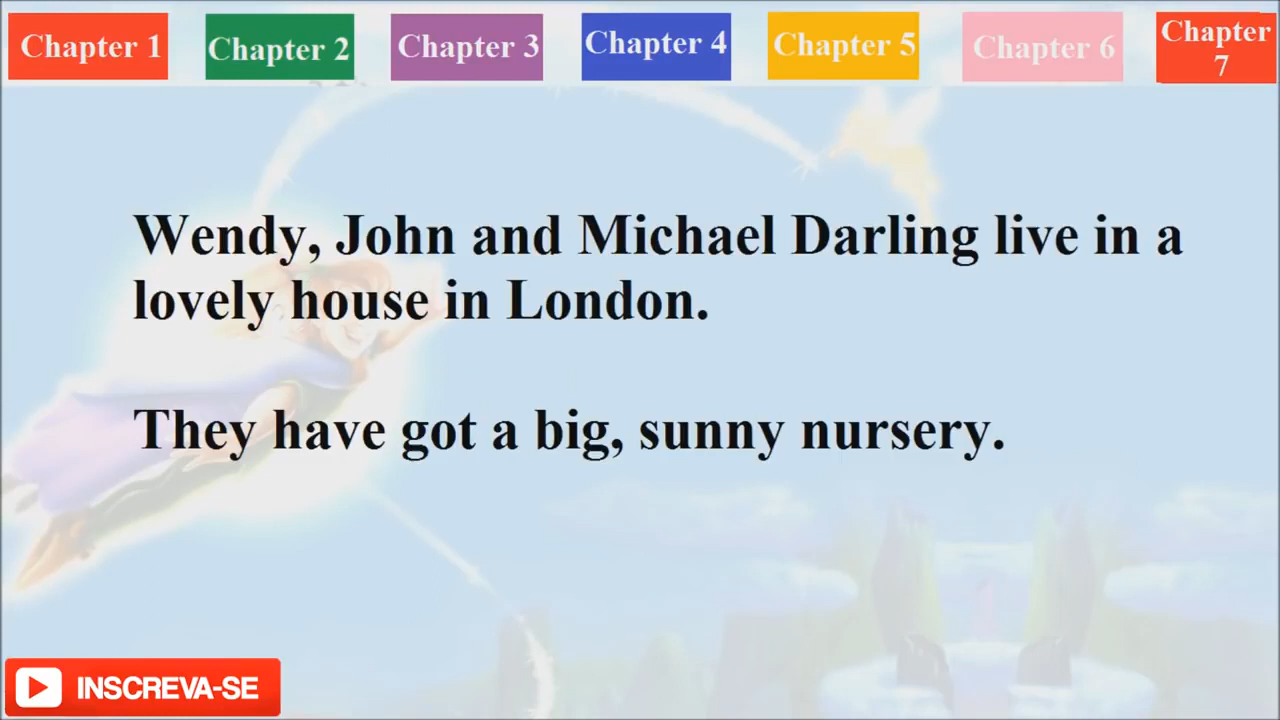 Chapter 1
Chapter 2
Chapter 3
Chapter 4
Chapter 5
Chapter 6
Chapter
7
Wendy, John and Michael Darling live in a
lovely house in London.
They have got a big, sunny nursery.
INSCREVA-SE